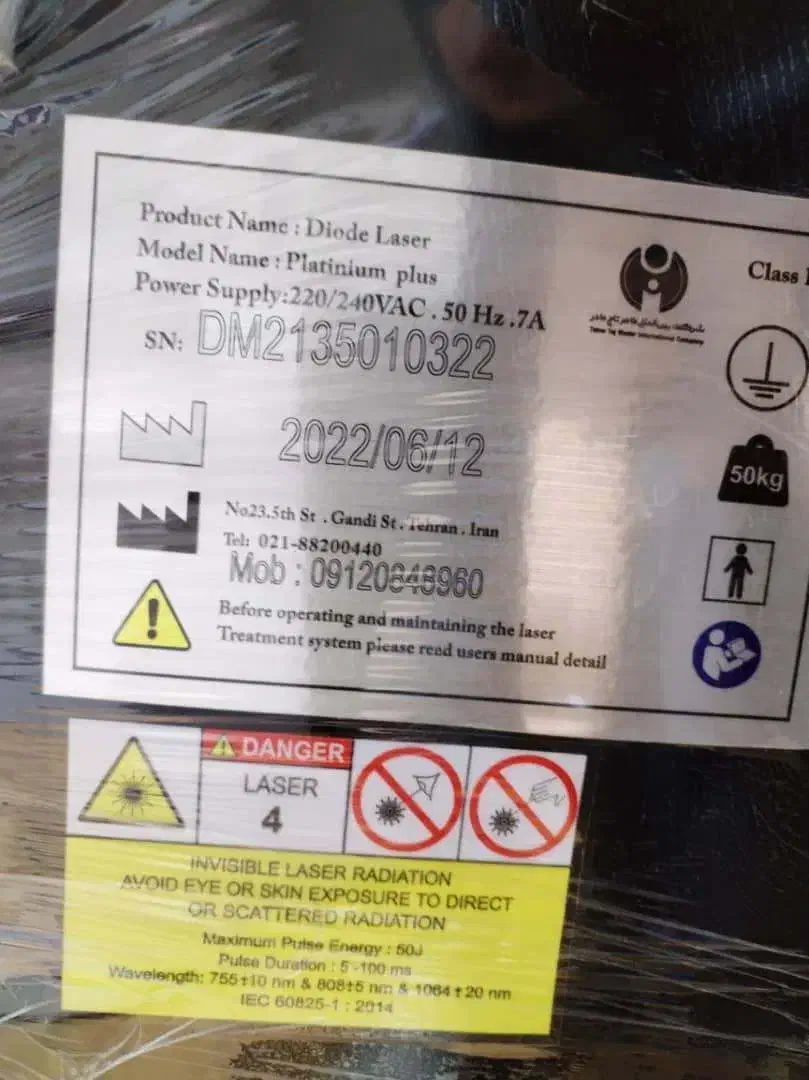 Product Name : Diode Laser
Model Name : Platinium plus
Power Supply:220/240VAC . 50 Hz .7A
SN: DM2135010322
2022/06/12
No23.5th St . Gandi St . Tehran . Iran
Tel: 021-88200440
Mob : 09120646960
Before operating and maintaining the laser
Treatment system please read users manual detail
International Company
Class
50kg
DANGER
LASER
4
INVISIBLE LASER RADIATION
AVOID EYE OR SKIN EXPOSURE TO DIRECT
OR SCATTERED RADIATION
Maximum Pulse Energy : 50J
Pulse Duration : 5 -100 ms
Wavelength: 755±10 nm & 808±5 nm & 1064±20 nm
IEC 60825-1 : 2014